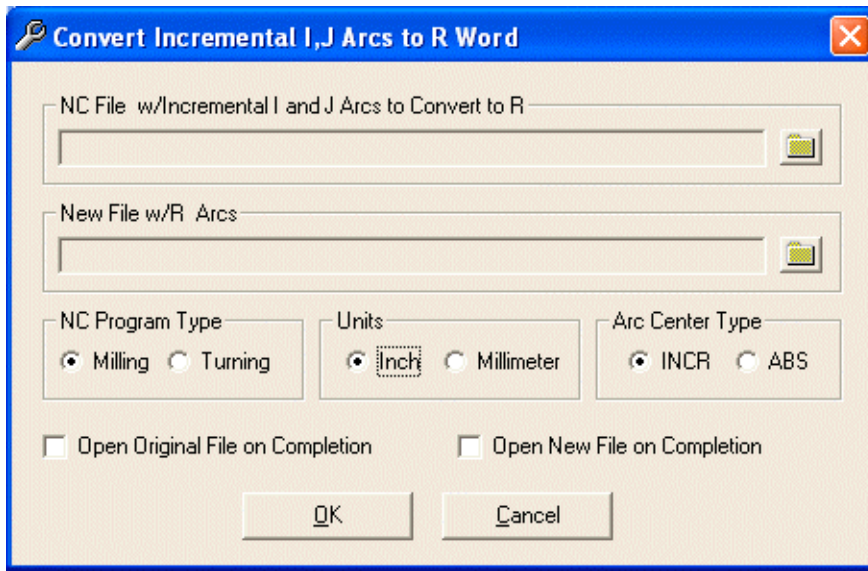 Convert Incremental I,J Arcs to R Word
NC File w/Incremental I and J Arcs to Convert to R
New File w/R Arcs
NC Program Type
Milling Turning
Units
Inch Millimeter
Arc Center Type
INCR ABS
Open Original File on Completion
Open New File on Completion
OK
Cancel